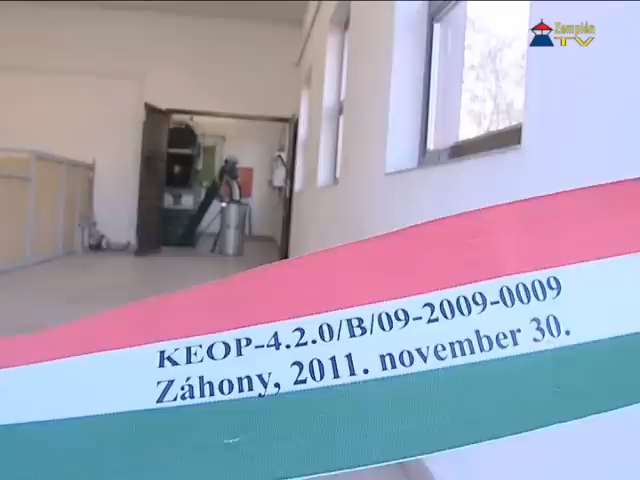 Zemplén
TV
KEOP-4.2.0/B/09-2009-0009
Záhony, 2011. november 30.